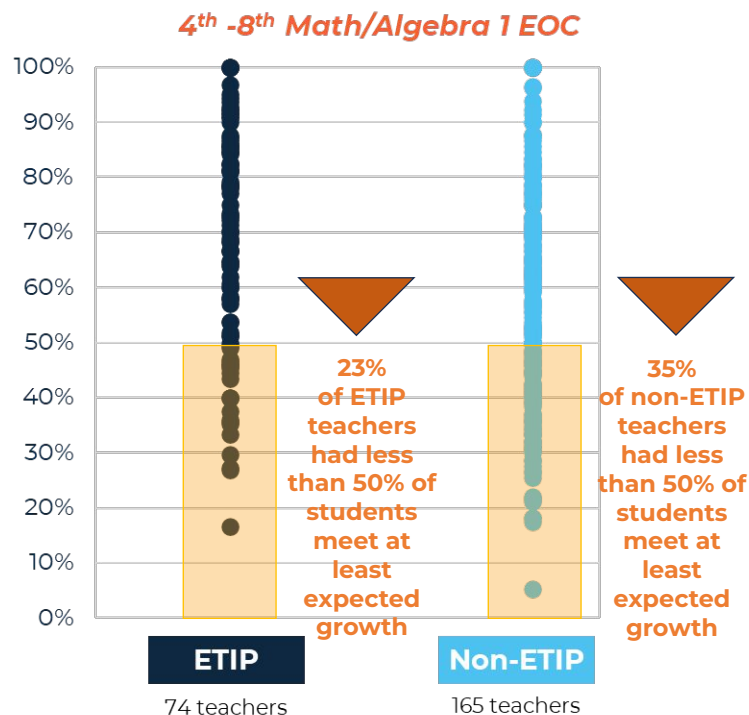 4th -8th Math/Algebra 1 EOC
100%
90%
80%
70%
60%
50%
40%
30%
20%
10%
0%
23%
of ETIP
teachers
had less
than 50% of
students
meet at
least
expected
growth
35%
of non-ETIP
teachers
had less
than 50% of
students
meet at
least
expected
growth
ETIP
Non-ETIP
74 teachers
165 teachers